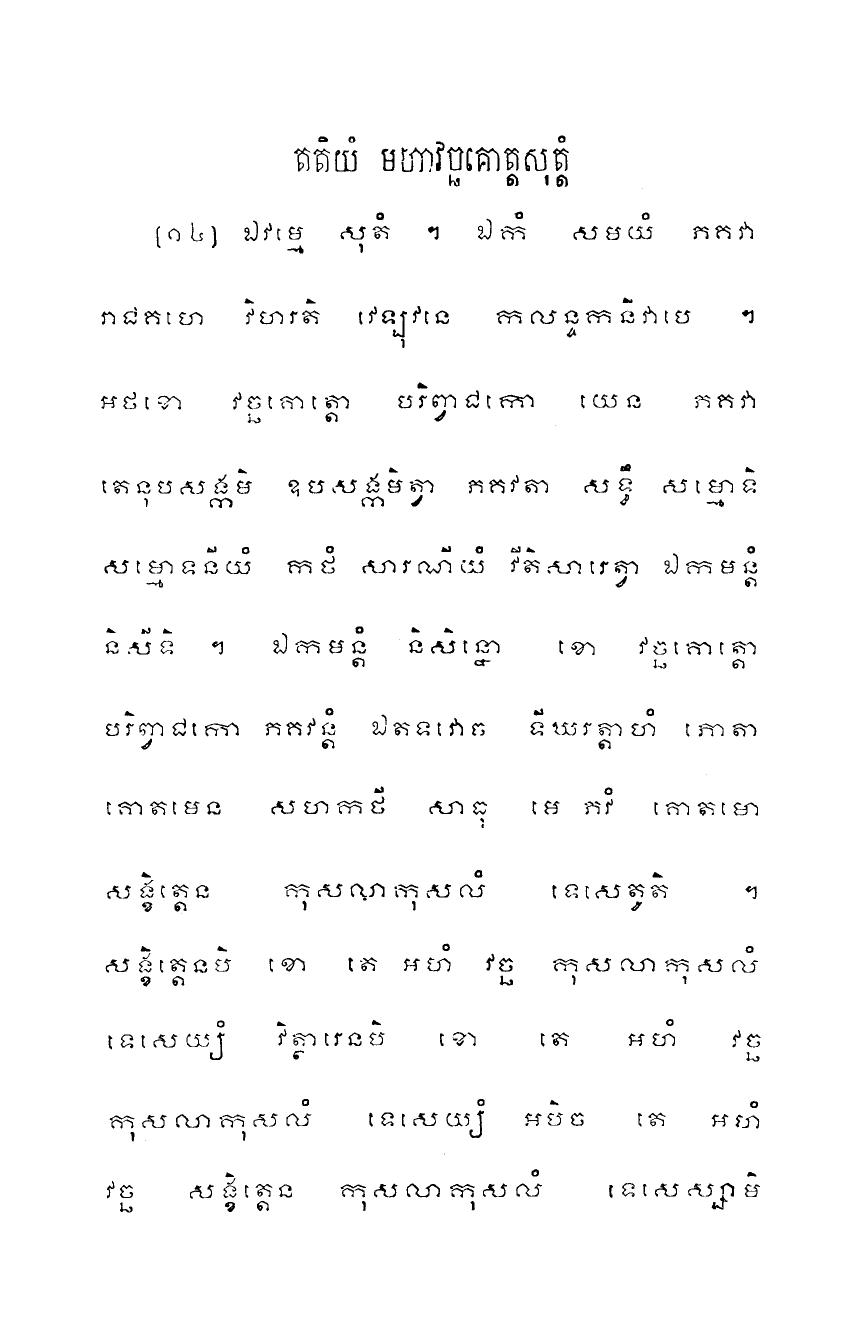 តតិយំ មហាវច្ឆគោត្តសុត្តំ
[១៤] ឯវម្មេ សុតំ ។ ឯកំ សមយំ ភគវា
រាជគហេ វិហរតិ វេឡុវនេ កលន្ទកនិវាបេ ។
អថខោ វច្ឆគោត្តោ បរិព្វាជកោ យេន ភគវា
តេនុបសង្កមិ ឧបសង្កមិត្វា ភគវតា សទ្ធឹ សម្មោទិ
សម្មោទនីយំ កថំ សារណីយំ វីតិសារេត្វា ឯកមន្តំ
និសីទិ ។ ឯកមន្តំ និសិន្នោ ខោ វច្ឆគោត្តោ
បរិព្វាជកោ ភគវន្តំ ឯតទវោច ទីឃរត្តាហំ ភោតា
គោតមេន សហកថី សាធុ មេ ភវំ គោតមោ
សង្ខិត្តេន កុសលាកុសលំ ទេសេតូតិ ។
សង្ខិត្តេនបិ ខោ តេ អហំ វច្ឆ កុសលាកុសលំ
ទេសេយ្យំ វិត្ថារេនបិ ខោ តេ អហំ វច្ឆ
កុសលាកុសលំ ទេសេយ្យំ អបិច តេ អហំ
វច្ឆ សង្ខិត្តេន កុសលាកុសលំ ទេសេស្សាមិ